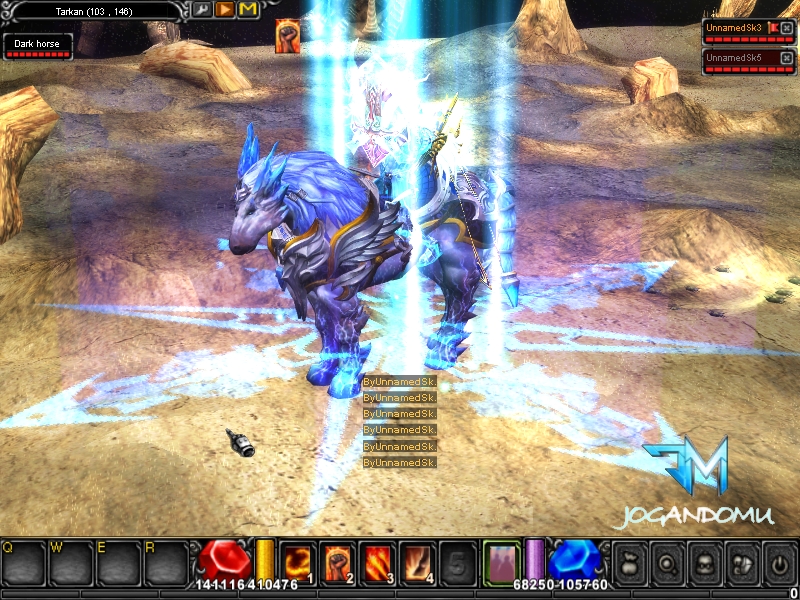 Tarkan (103 , 146)
M
Dark horse
UnnamedSk3
UnnamedSk5
ByUnnamedSk.
ByUnnamedSk.
ByUnnamedSk.
ByUnnamedSk.
ByUnnamedSk.
ByUnnamedSk.
JM
JOGANDOMU
Q W E R
1 2 3 4 5
141116 410476
68250 105760
0